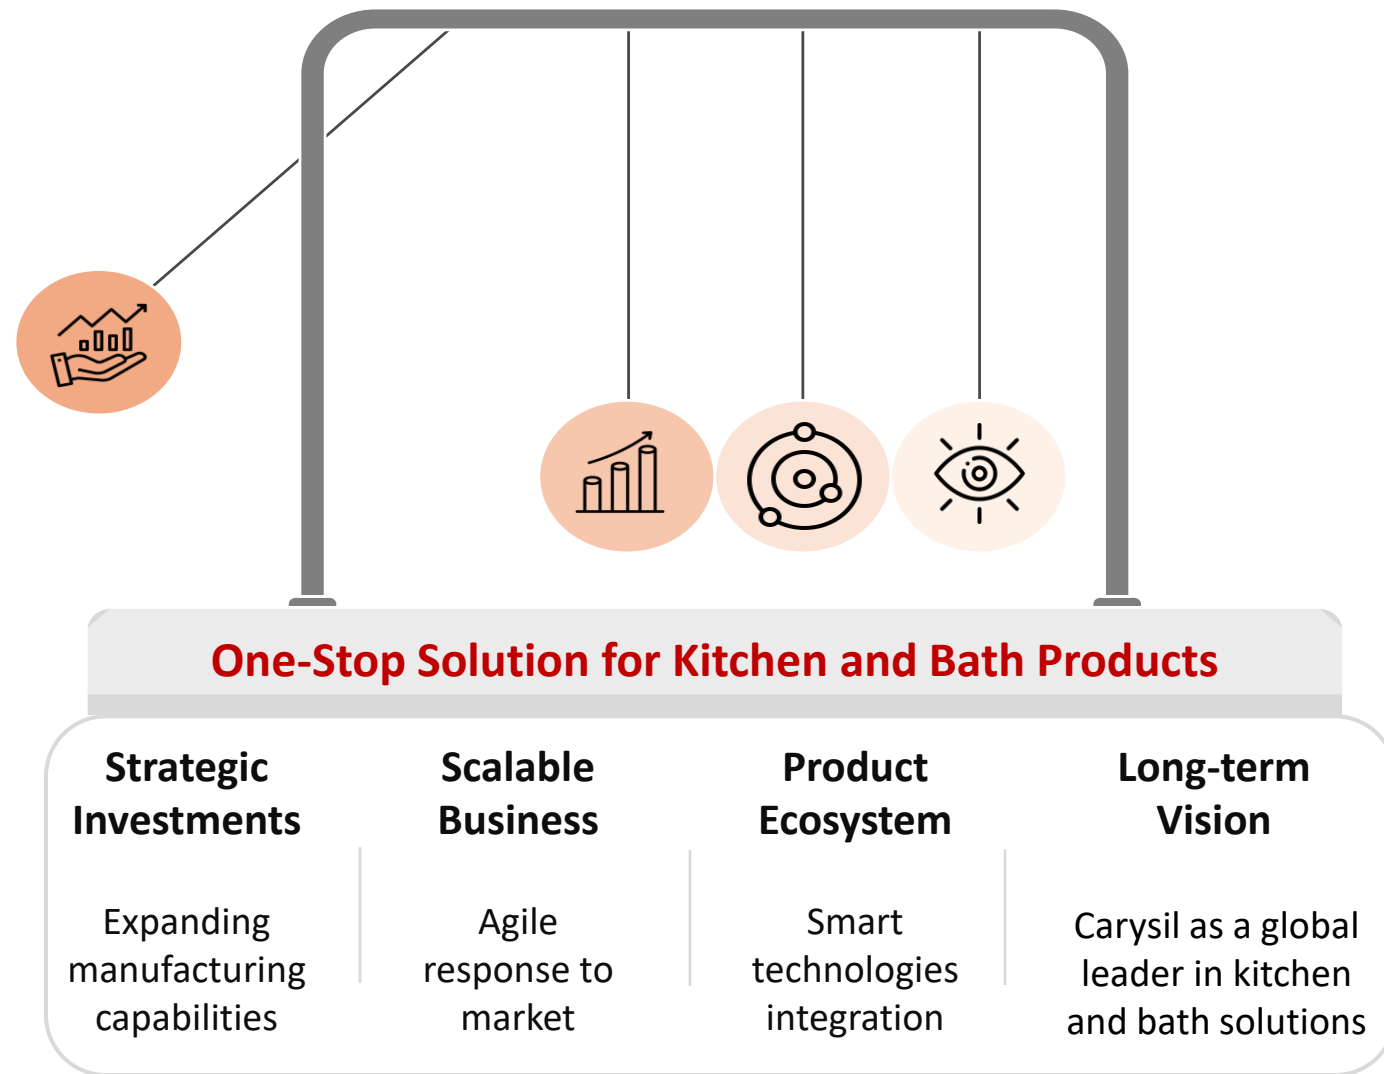 One-Stop Solution for Kitchen and Bath Products
Strategic
Investments
Expanding
manufacturing
capabilities
Scalable
Business
Agile
response to
market
Product
Ecosystem
Smart
technologies
integration
Long-term
Vision
Carysil as a global
leader in kitchen
and bath solutions